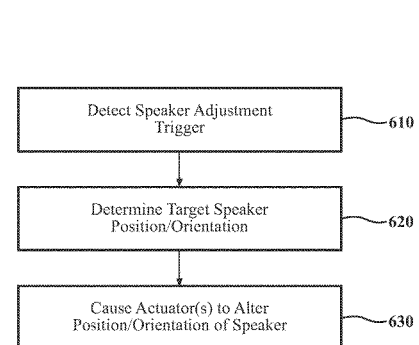 Detect Speaker Adjustment
Trigger
610
Determine Target Speaker
Position/Orientation
620
Cause Actuator(s) to Alter
Position/Orientation of Speaker
630